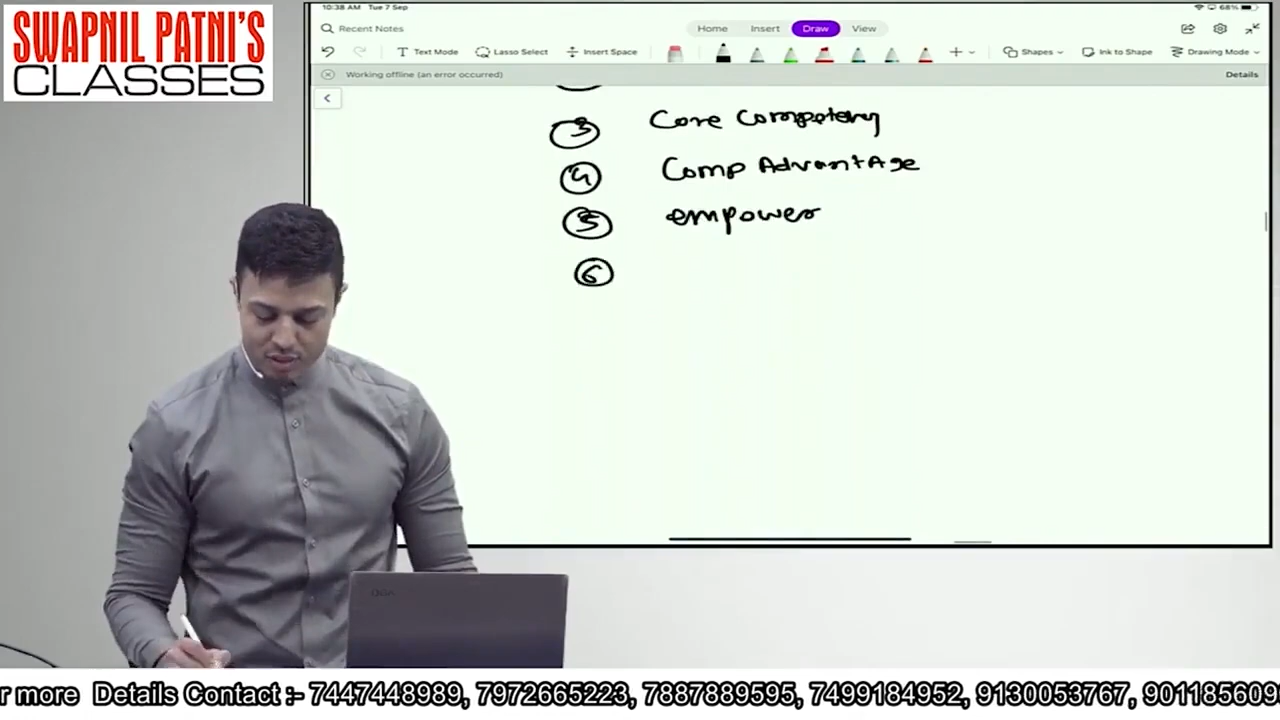 SWAPNIL PATNI'S
CLASSES
10:38 AM Tue 7 Sep
68%
Recent Notes
Home Insert Draw View
Text Mode Lasso Select Insert Space Shapes Ink to Shape Drawing Mode
Working offline (an error occurred) Details
3 Core Competency
4 Comp Advantage
5 empower
6
r more Details Contact :- 7447448989, 7972665223, 7887889595, 7499184952, 9130053767, 901185609